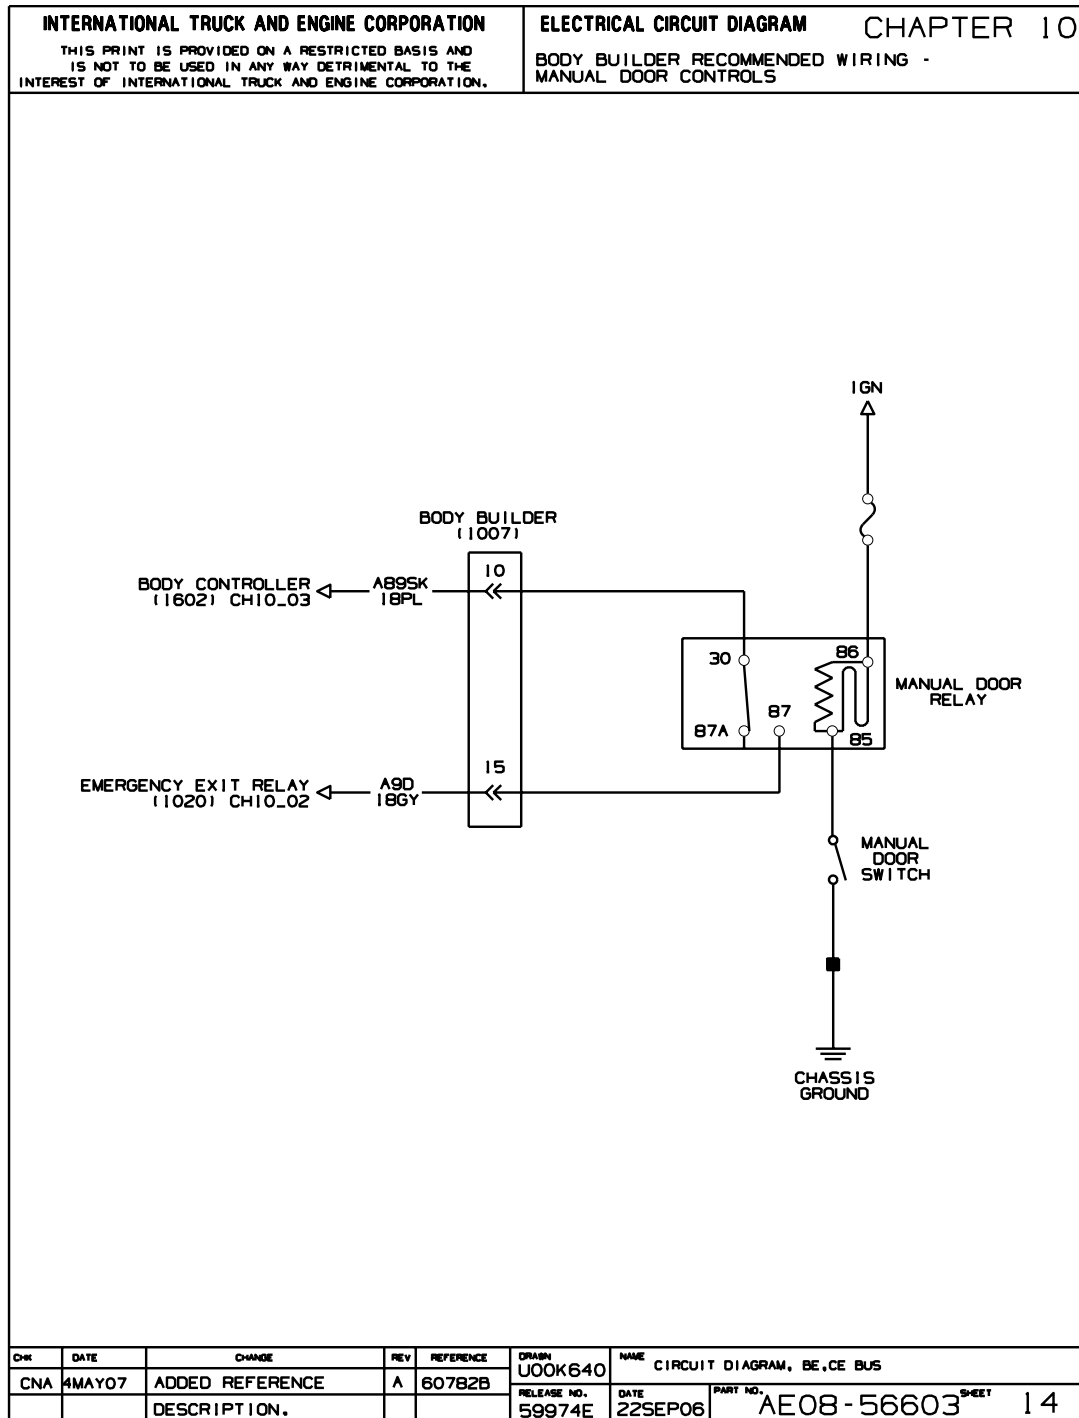 INTERNATIONAL TRUCK AND ENGINE CORPORATION
THIS PRINT IS PROVIDED ON A RESTRICTED BASIS AND
IS NOT TO BE USED IN ANY WAY DETRIMENTAL TO THE
INTEREST OF INTERNATIONAL TRUCK AND ENGINE CORPORATION.
ELECTRICAL CIRCUIT DIAGRAM
CHAPTER 10
BODY BUILDER RECOMMENDED WIRING -
MANUAL DOOR CONTROLS
IGN
BODY BUILDER
(1007)
10
BODY CONTROLLER
(1602) CH10_03
A89SK
18PL
30
86
MANUAL DOOR
RELAY
87
87A
85
15
EMERGENCY EXIT RELAY
(1020) CH10_02
A9D
18GY
MANUAL
DOOR
SWITCH
CHASSIS
GROUND
CHK
DATE
CHANGE
REV
REFERENCE
CNA
4MAY07
ADDED REFERENCE
A
60782B
DESCRIPTION.
DRAWN
U00K640
NAME
CIRCUIT DIAGRAM, BE,CE BUS
RELEASE NO.
59974E
DATE
22SEP06
PART NO.
AE08-56603
SHEET
14